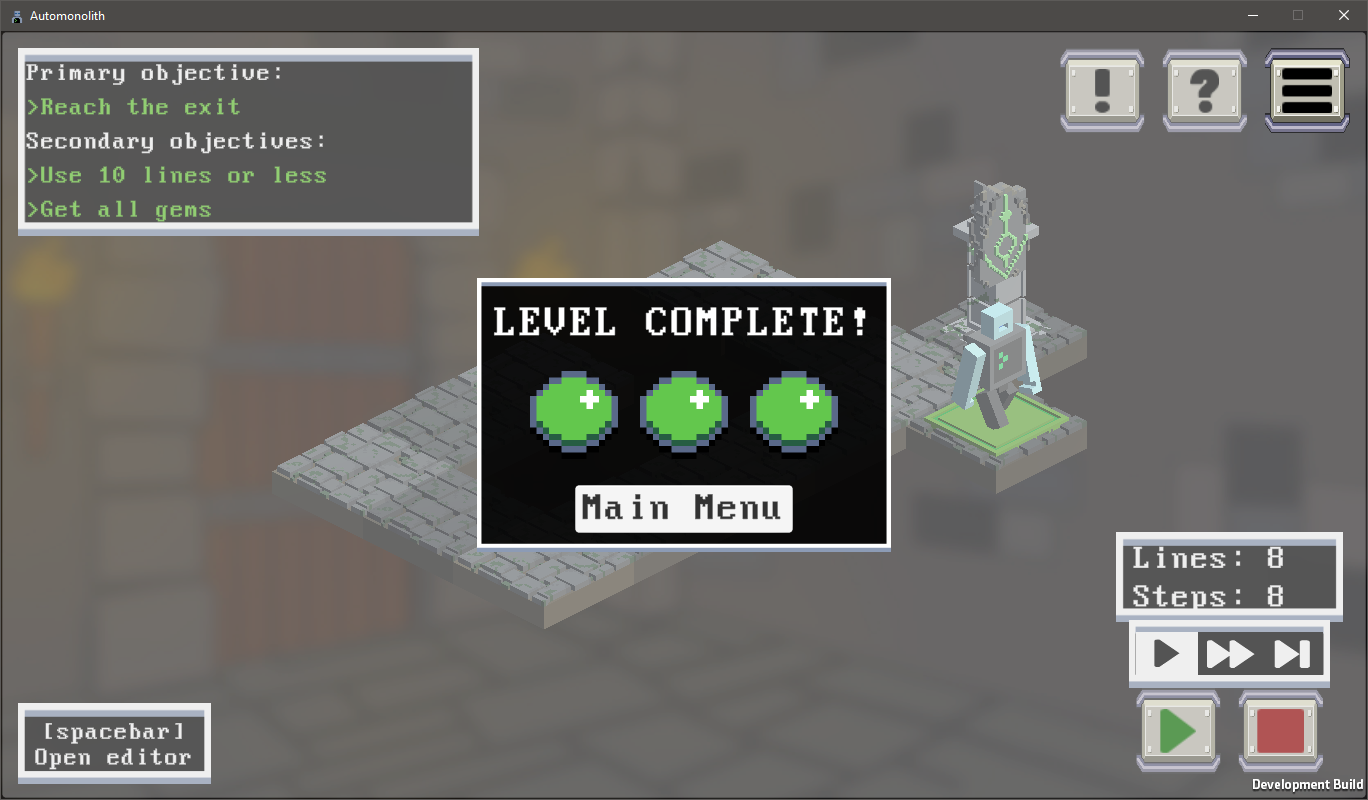 Automonolith
Primary objective:
>Reach the exit
Secondary objectives:
>Use 10 lines or less
>Get all gems
! ?
LEVEL COMPLETE!
Main Menu
Lines: 8
Steps: 8
[spacebar]
Open editor
Development Build